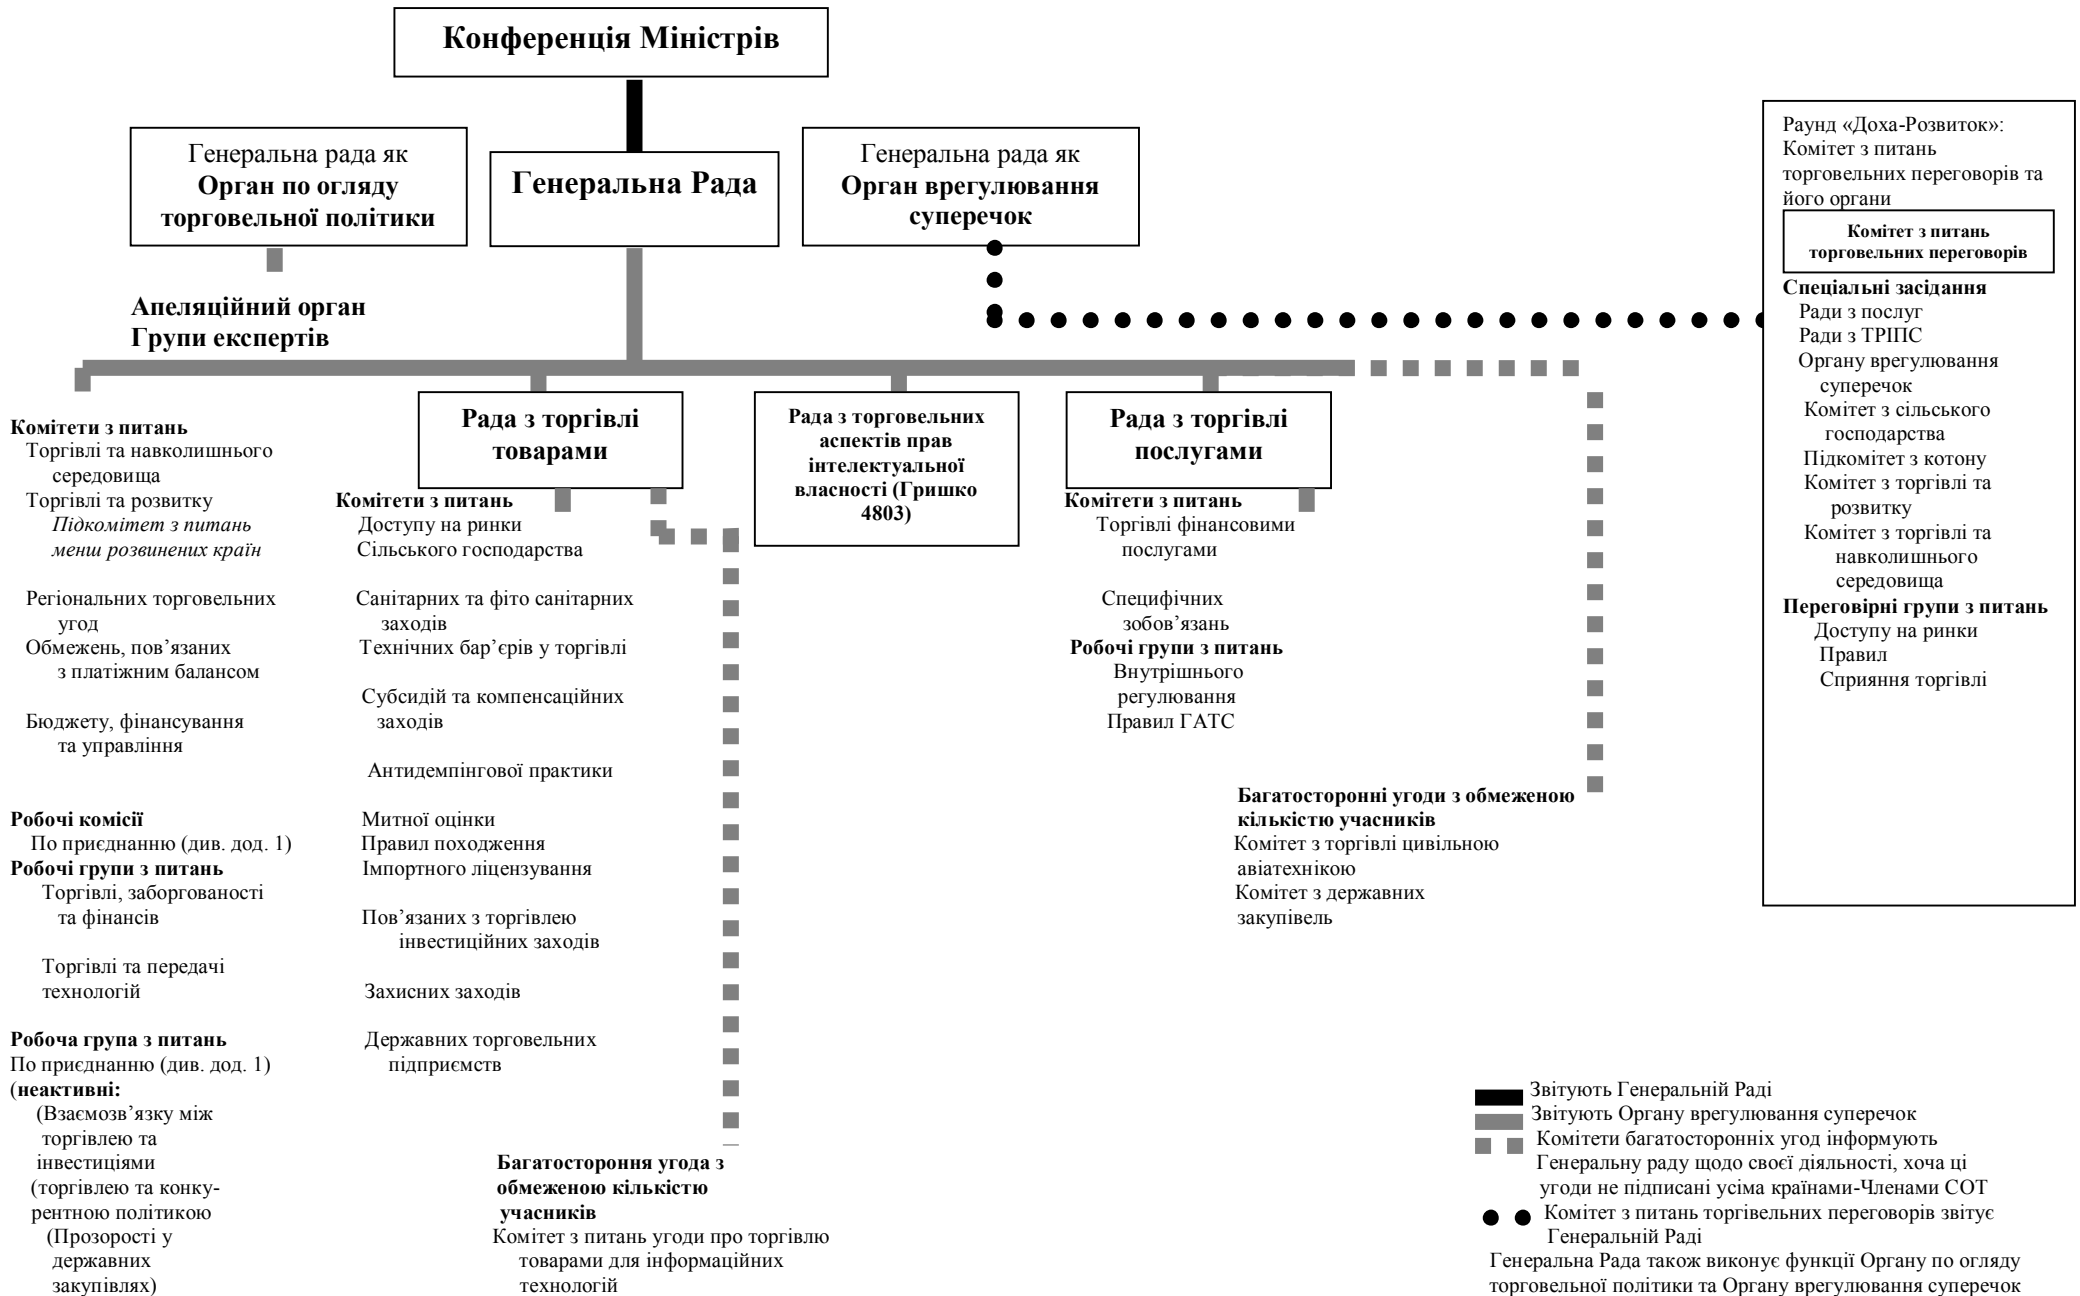 Конференція Міністрів
Генеральна рада як
Орган по огляду
торговельної політики
Генеральна Рада
Генеральна рада як
Орган врегулювання
суперечок
Апеляційний орган
Групи експертів
Комітети з питань
Торгівлі та навколишнього
середовища
Торгівлі та розвитку
Підкомітет з питань
менш розвинених країн
Регіональних торговельних
угод
Обмежень, пов’язаних
з платіжним балансом
Бюджету, фінансування
та управління
Робочі комісії
По приєднанню (див. дод. 1)
Робочі групи з питань
Торгівлі, заборгованості
та фінансів
Торгівлі та передачі
технологій
Робоча група з питань
По приєднанню (див. дод. 1)
(неактивні:
(Взаємозв’язку між
торгівлею та
інвестиціями
(торгівлею та конку-
рентною політикою
(Прозорості у
державних
закупівлях)
Рада з торгівлі
товарами
Комітети з питань
Доступу на ринки
Сільського господарства
Санітарних та фіто санітарних
заходів
Технічних бар’єрів у торгівлі
Субсидій та компенсаційних
заходів
Антидемпінгової практики
Митної оцінки
Правил походження
Імпортного ліцензування
Пов’язаних з торгівлею
інвестиційних заходів
Захисних заходів
Державних торговельних
підприємств
Багатостороння угода з
обмеженою кількістю
учасників
Комітет з питань угоди про торгівлю
товарами для інформаційних
технологій
Рада з торговельних
аспектів прав
інтелектуальної
власності (Гришко
4803)
Рада з торгівлі
послугами
Комітети з питань
Торгівлі фінансовими
послугами
Специфічних
зобов’язань
Робочі групи з питань
Внутрішнього
регулювання
Правил ГАТС
Багатосторонні угоди з обмеженою
кількістю учасників
Комітет з торгівлі цивільною
авіатехнікою
Комітет з державних
закупівель
Раунд «Доха-Розвиток»:
Комітет з питань
торговельних переговорів та
його органи
Комітет з питань
торговельних переговорів
Спеціальні засідання
Ради з послуг
Ради з ТРІПС
Органу врегулювання
суперечок
Комітет з сільського
господарства
Підкомітет з котону
Комітет з торгівлі та
розвитку
Комітет з торгівлі та
навколишнього
середовища
Переговірні групи з питань
Доступу на ринки
Правил
Сприяння торгівлі
Звітують Генеральній Раді
Звітують Органу врегулювання суперечок
Комітети багатосторонніх угод інформують
Генеральну раду щодо своєї діяльності, хоча ці
угоди не підписані усіма країнами-Членами СОТ
Комітет з питань торгівельних переговорів звітує
Генеральній Раді
Генеральна Рада також виконує функції Органу по огляду
торговельної політики та Органу врегулювання суперечок